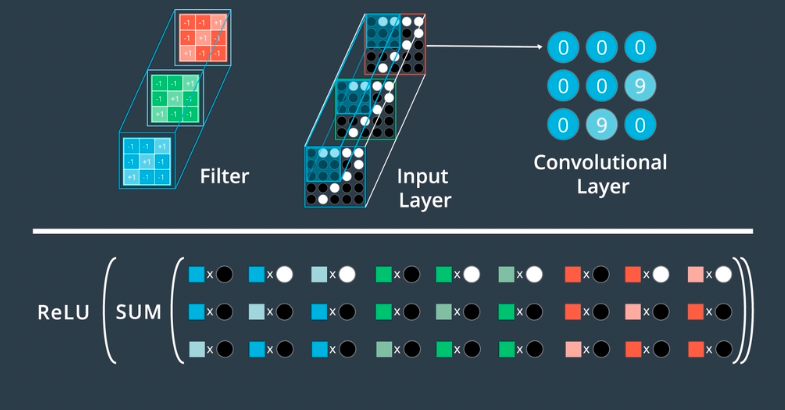 -1 -1 +1
-1 +1 -1
+1 -1 -1
-1 -1 +1
-1 +1 -1
+1 -1 -1
-1 -1 +1
-1 +1 -1
+1 -1 -1
Filter
Input
Layer
0 0 0
0 0 9
0 9 0
Convolutional
Layer
ReLU ( SUM ( x x x x x x x x x ))
x x x x x x x x x
x x x x x x x x x